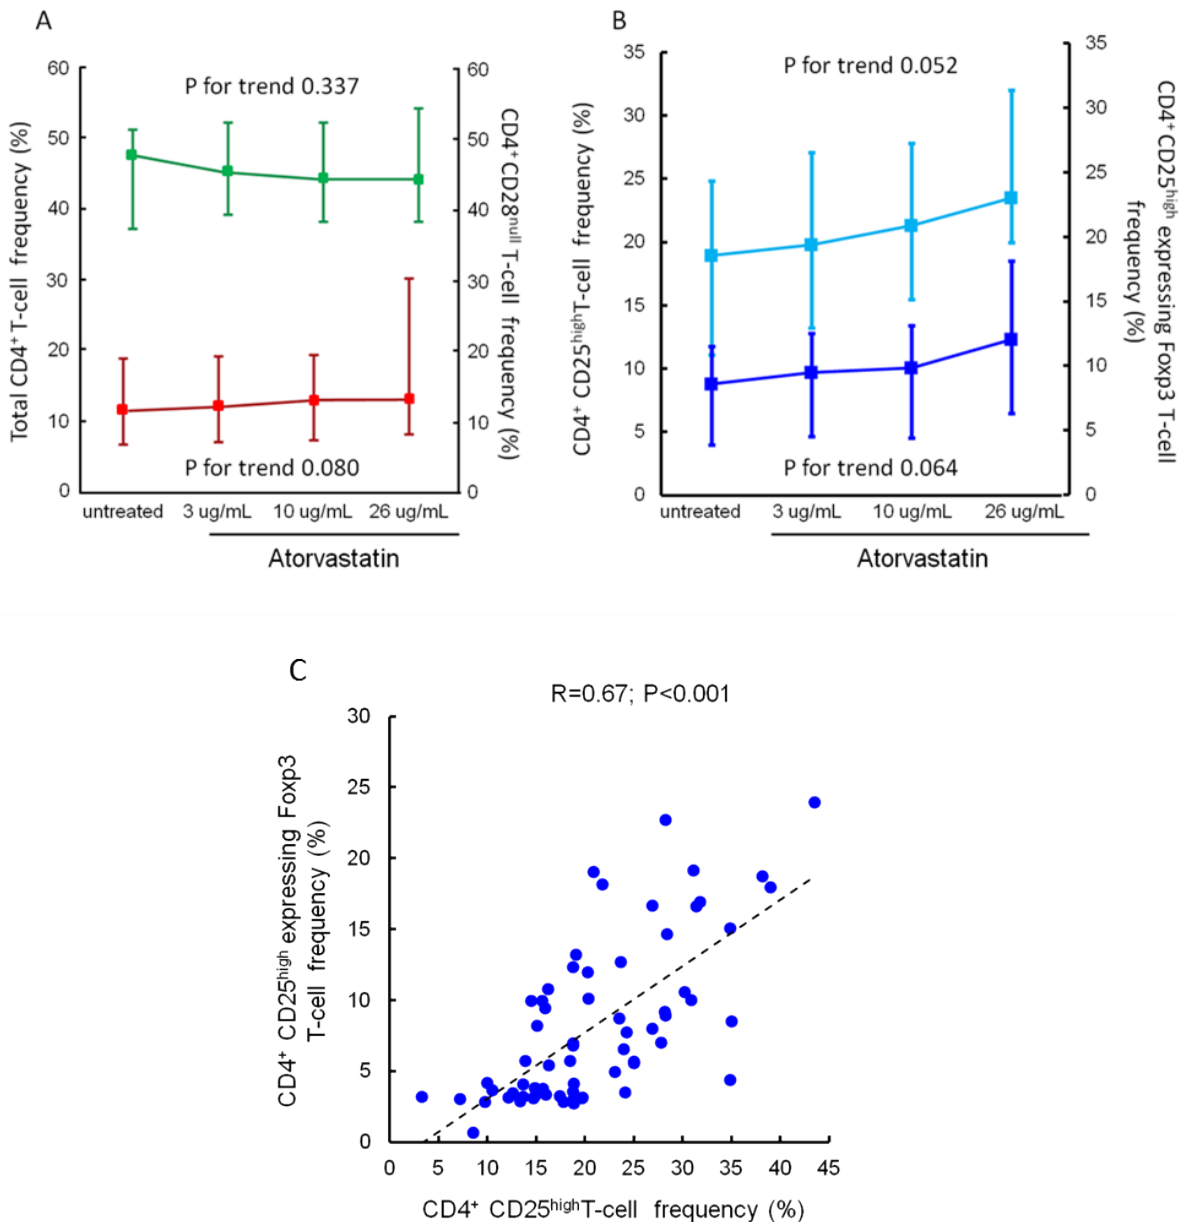 A
P for trend 0.337
60
50
40
30
20
10
0
Total CD4⁺ T-cell frequency (%)
60
50
40
30
20
10
0
CD4⁺ CD28ⁿᵘˡˡ T-cell frequency (%)
P for trend 0.080
untreated 3 ug/mL 10 ug/mL 26 ug/mL
Atorvastatin
B
P for trend 0.052
35
30
25
20
15
10
5
0
CD4⁺ CD25ʰⁱᵍʰT-cell frequency (%)
35
30
25
20
15
10
5
0
CD4⁺ CD25ʰⁱᵍʰ expressing Foxp3 T-cell
frequency (%)
P for trend 0.064
untreated 3 ug/mL 10 ug/mL 26 ug/mL
Atorvastatin
C
R=0.67; P<0.001
30
25
20
15
10
5
0
CD4⁺ CD25ʰⁱᵍʰ expressing Foxp3
T-cell frequency (%)
0 5 10 15 20 25 30 35 45
CD4⁺ CD25ʰⁱᵍʰT-cell frequency (%)